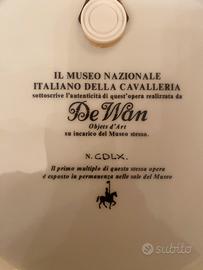 IL MUSEO NAZIONALE
ITALIANO DELLA CAVALLERIA
sottoscrive l'autenticità di quest'opera realizzata da
De Wan
Objets d'Art
su incarico del Museo stesso.
N. CDLX.
Il primo multiplo di questa stessa opera
è esposto in permanenza nelle sale del Museo
subito